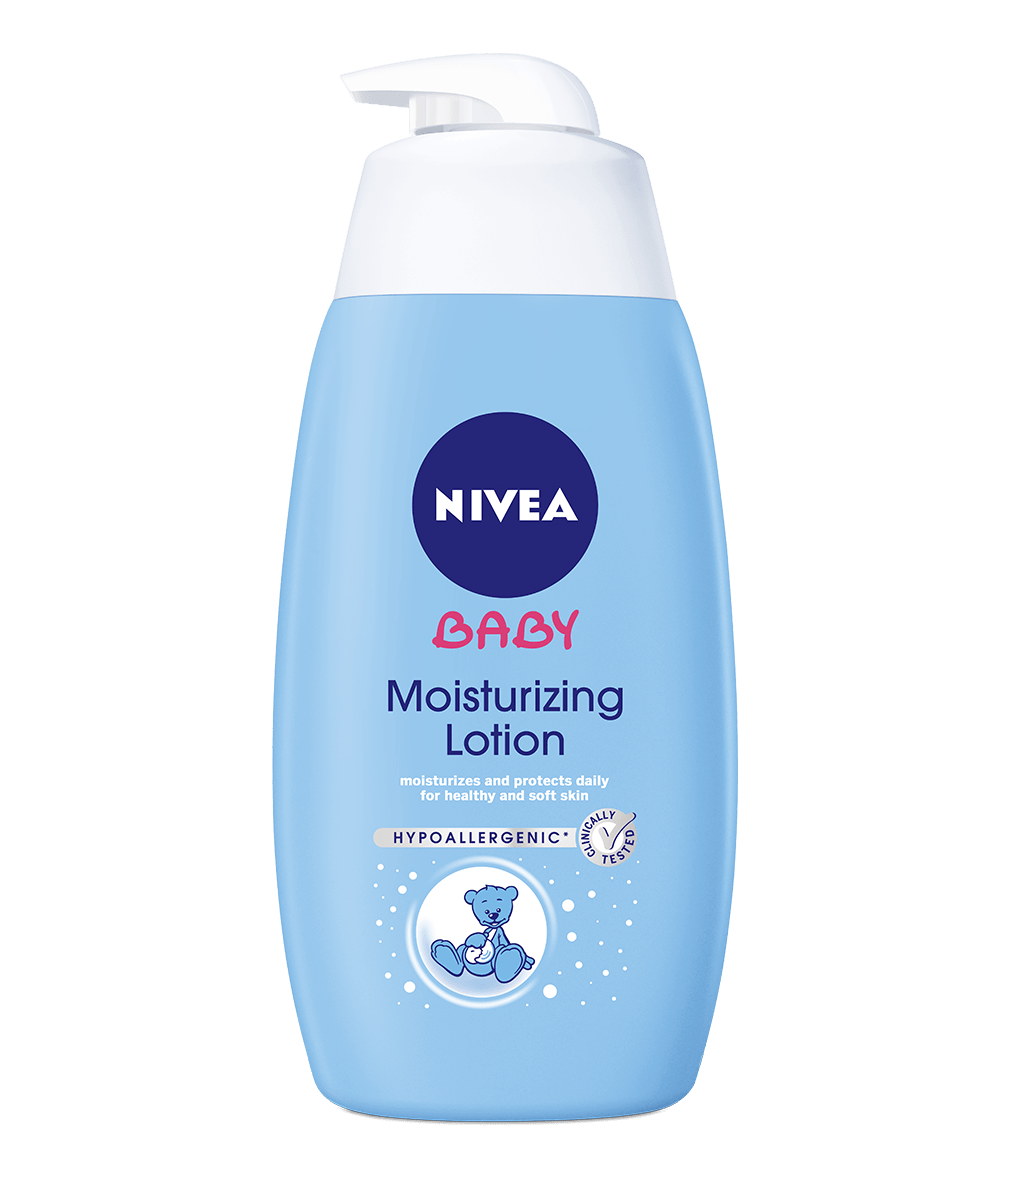 NIVEA
BABY
Moisturizing
Lotion
moisturizes and protects daily
for healthy and soft skin
HYPOALLERGENIC*
CLINICALLY
TESTED